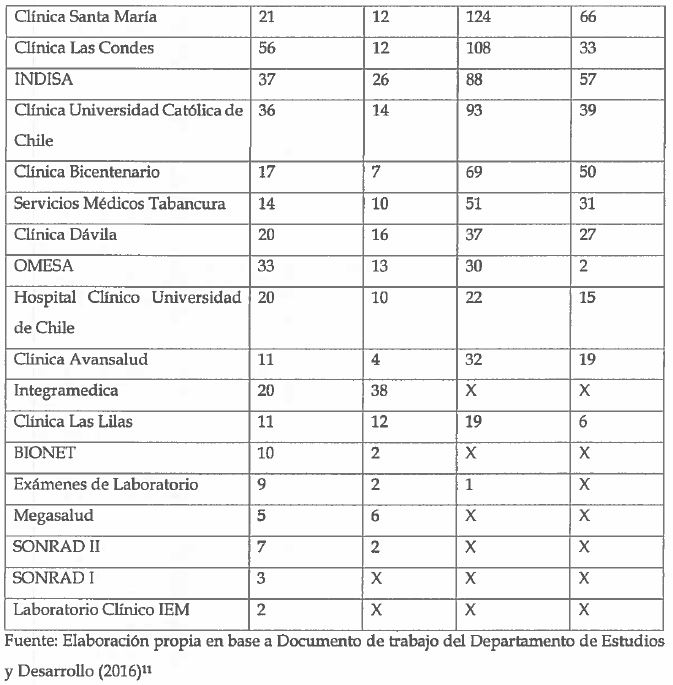 Clínica Santa María 21 12 124 66
Clínica Las Condes 56 12 108 33
INDISA 37 26 88 57
Clínica Universidad Católica de 36 14 93 39
Chile
Clínica Bicentenario 17 7 69 50
Servicios Médicos Tabancura 14 10 51 31
Clínica Dávila 20 16 37 27
OMESA 33 13 30 2
Hospital Clínico Universidad 20 10 22 15
de Chile
Clínica Avansalud 11 4 32 19
Integramedica 20 38 X X
Clínica Las Lilas 11 12 19 6
BIONET 10 2 X X
Exámenes de Laboratorio 9 2 1 X
Megasalud 5 6 X X
SONRAD II 7 2 X X
SONRAD I 3 X X X
Laboratorio Clínico IEM 2 X X X
Fuente: Elaboración propia en base a Documento de trabajo del Departamento de Estudios
y Desarrollo (2016)¹¹